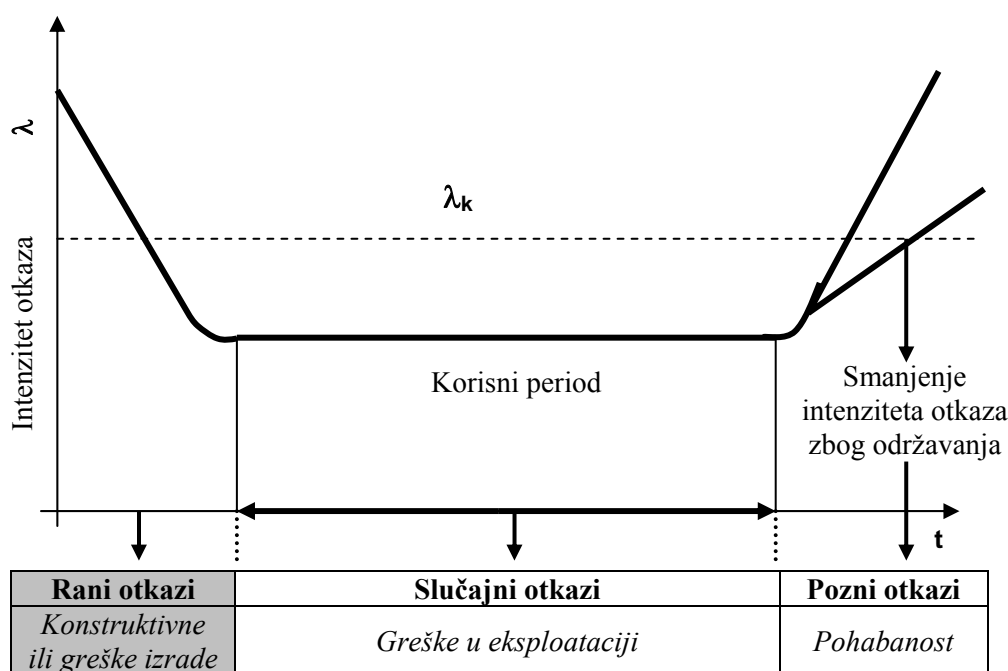 λ
Intenzitet otkaza
λk
Korisni period
Smanjenje
intenziteta otkaza
zbog održavanja
t
Rani otkazi
Slučajni otkazi
Pozni otkazi
Konstruktivne
ili greške izrade
Greške u eksploataciji
Pohabanost